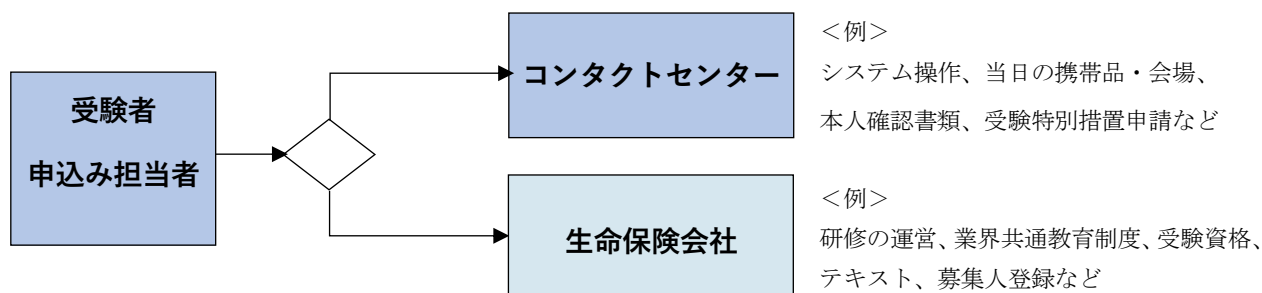 受験者
申込み担当者
コンタクトセンター
＜例＞
システム操作、当日の携帯品・会場、
本人確認書類、受験特別措置申請など
生命保険会社
＜例＞
研修の運営、業界共通教育制度、受験資格、
テキスト、募集人登録など